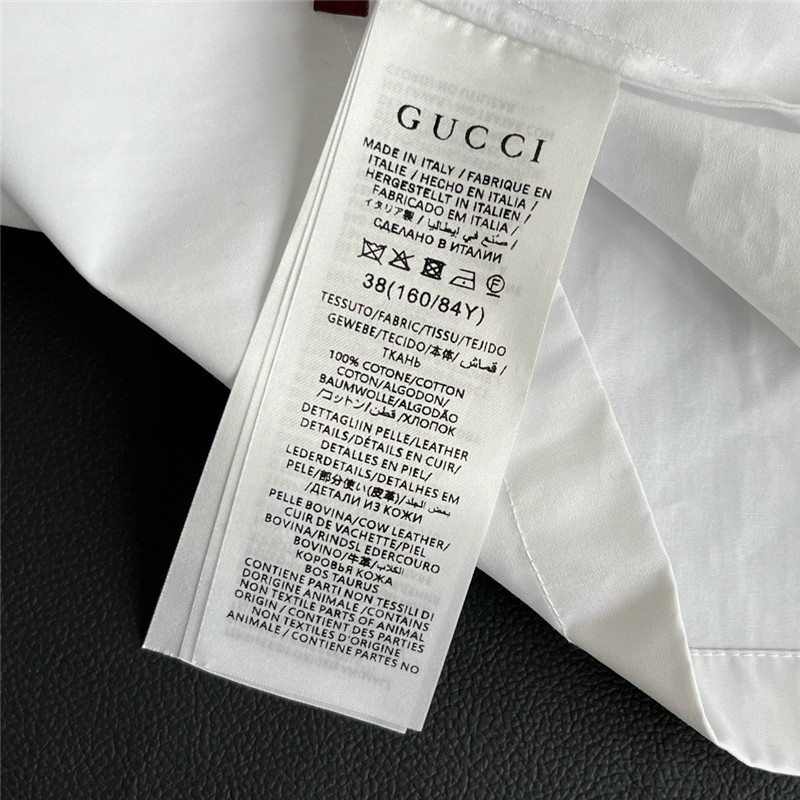 GUCCI
MADE IN ITALY / FABRIQUE EN
ITALIE / HECHO EN ITALIA /
HERGESTELLT IN ITALIEN /
FABRICADO EM ITALIA /
イタリア製 / صنع في إيطاليا /
СДЕЛАНО В ИТАЛИИ
38(160/84Y)
TESSUTO/FABRIC/TISSU/TEJIDO
GEWEBE/TECIDO/本体/ قماش /
ТКАНЬ
100% COTONE/COTTON
COTON/ALGODON/
BAUMWOLLE/ALGODÃO
/コットン/ قطن /ХЛОПОК
DETTAGLIIN PELLE/LEATHER
DETAILS/DÉTAILS EN CUIR/
DETALLES EN PIEL/
LEDERDETAILS/DETALHES EM
PELE/部分使い(皮革)/بعض الجلد
/ДЕТАЛИ ИЗ КОЖИ
PELLE BOVINA/COW LEATHER/
CUIR DE VACHETTE/PIEL
BOVINA/RINDSL EDERCOURO
BOVINO/牛革/
КОРОВЬЯ КОЖА
BOS TAURUS
CONTIENE PARTI NON TESSILI DI
DORIGINE ANIMALE/CONTAINS
NON TEXTILE PARTS OF ANIMAL
ORIGIN / CONTIENT DES PARTIES
NON TEXTILES D'ORIGINE
ANIMALE / CONTIENE PARTES NO